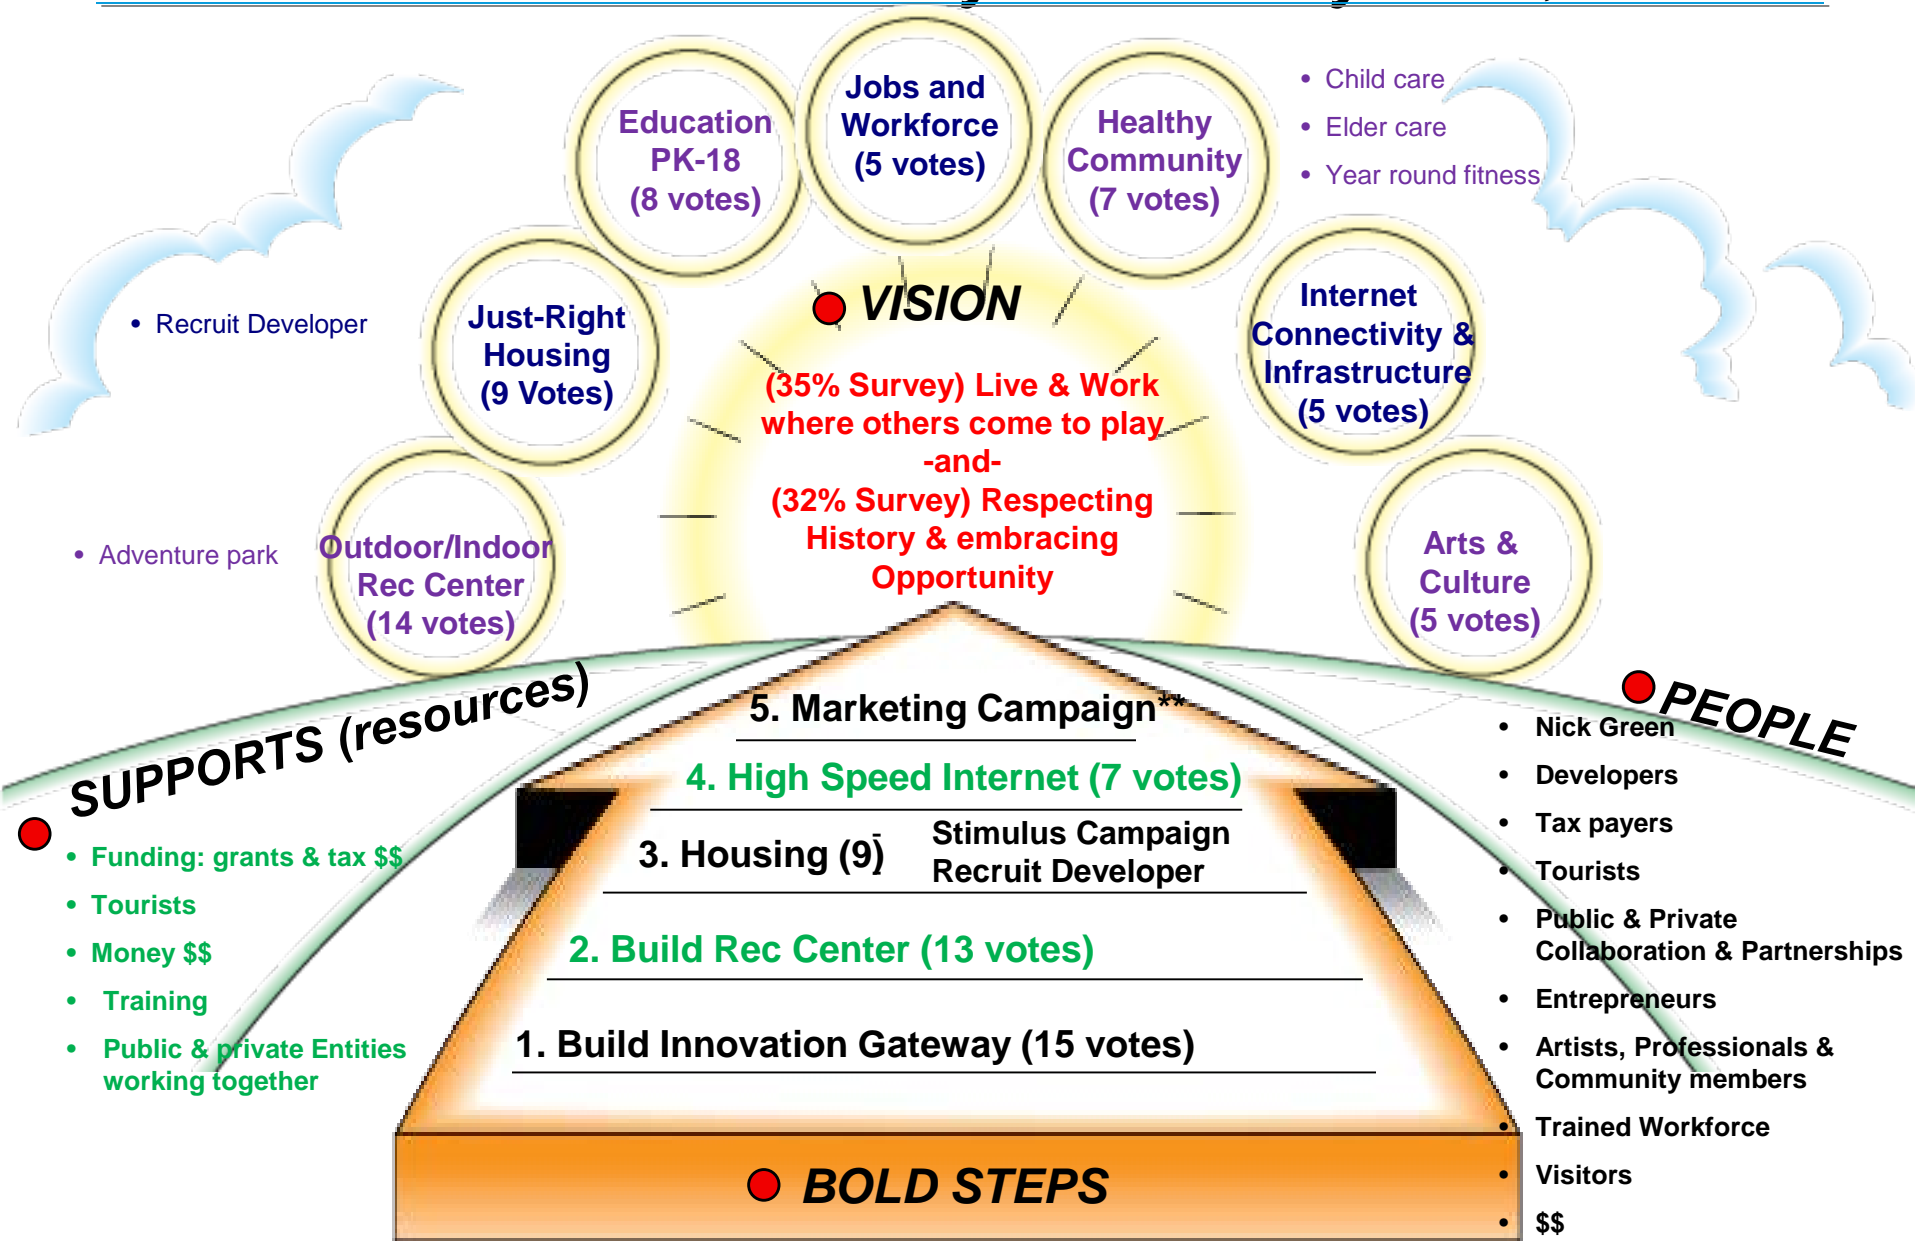 Jobs and
Workforce
(5 votes)
Education
PK-18
(8 votes)
Healthy
Community
(7 votes)
• Child care
• Elder care
• Year round fitness
• Recruit Developer
Just-Right
Housing
(9 Votes)
VISION
Internet
Connectivity &
Infrastructure
(5 votes)
(35% Survey) Live & Work
where others come to play
-and-
(32% Survey) Respecting
History & embracing
Opportunity
• Adventure park
Outdoor/Indoor
Rec Center
(14 votes)
Arts &
Culture
(5 votes)
SUPPORTS (resources)
• Funding: grants & tax $$
• Tourists
• Money $$
• Training
• Public & private Entities
working together
5. Marketing Campaign**
4. High Speed Internet (7 votes)
3. Housing (9)
Stimulus Campaign
Recruit Developer
2. Build Rec Center (13 votes)
1. Build Innovation Gateway (15 votes)
BOLD STEPS
PEOPLE
• Nick Green
• Developers
• Tax payers
• Tourists
• Public & Private
Collaboration & Partnerships
• Entrepreneurs
• Artists, Professionals &
Community members
• Trained Workforce
• Visitors
• $$